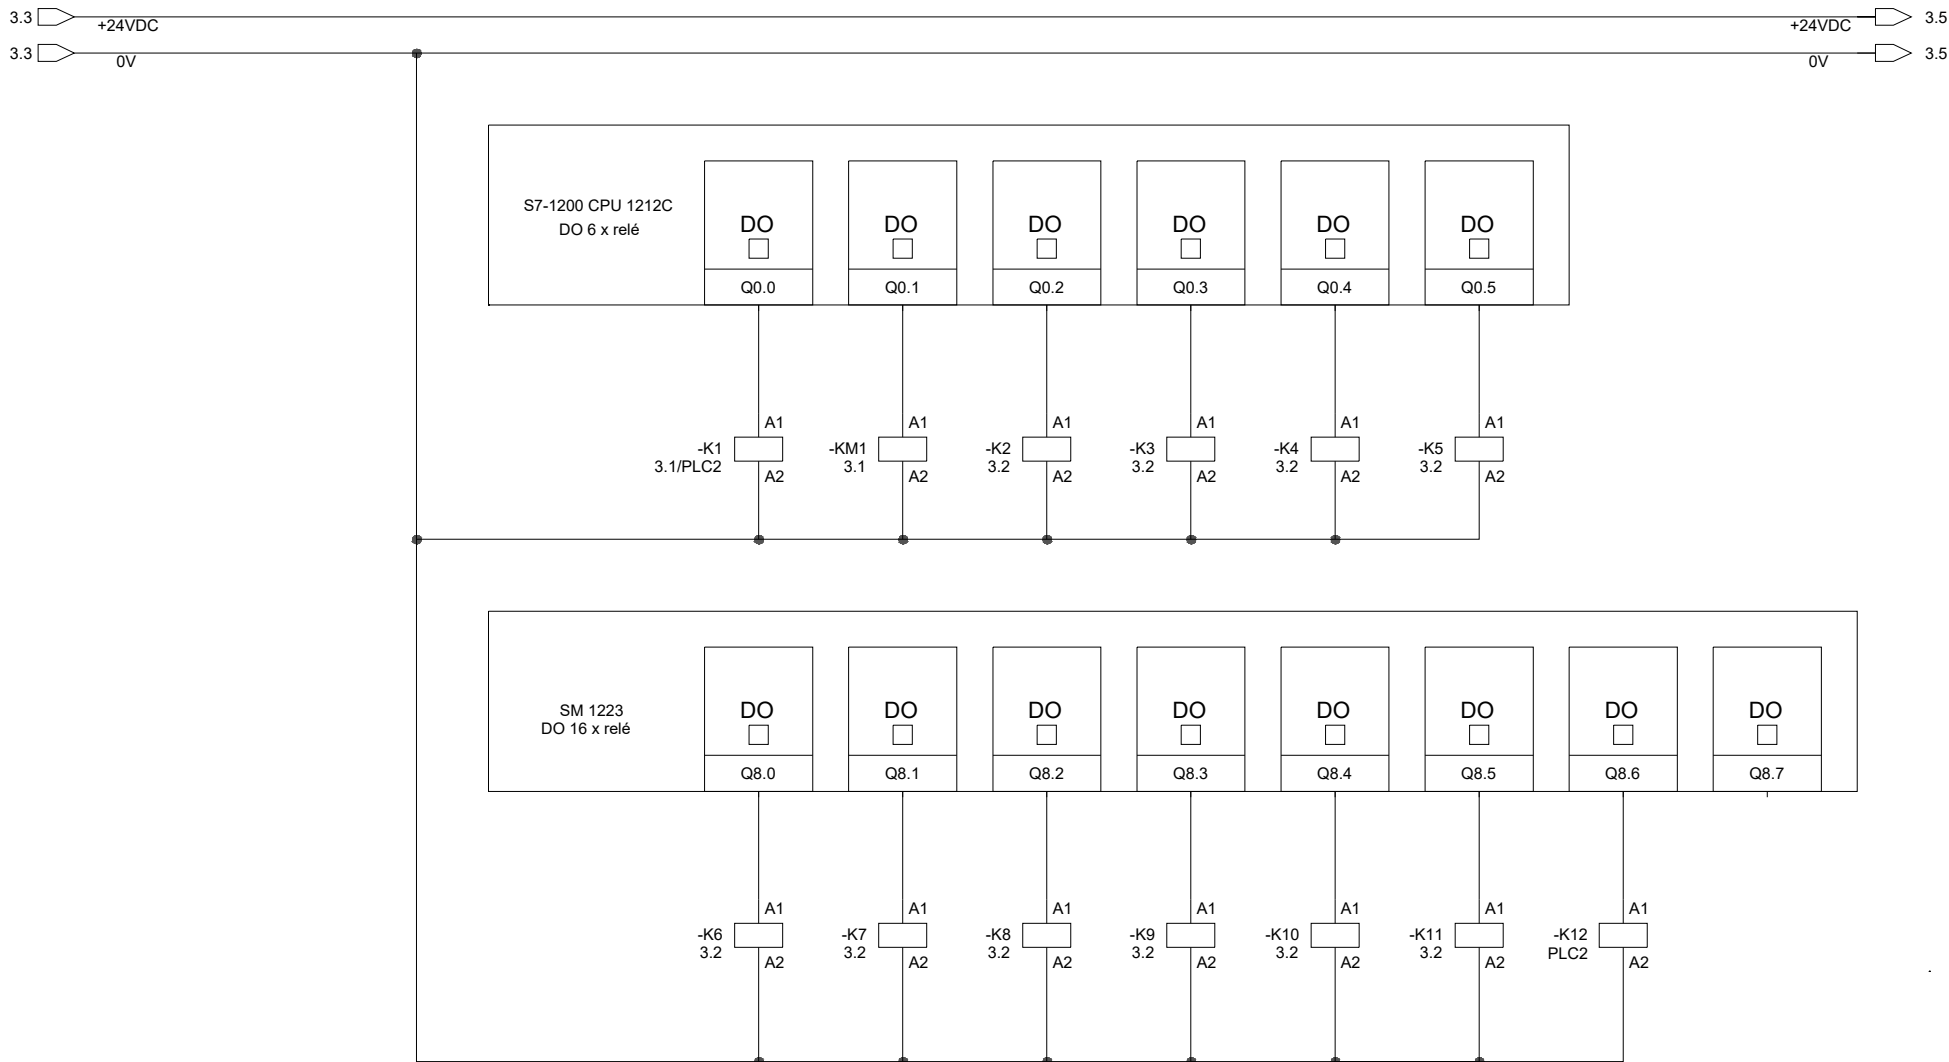 3.3
+24VDC
+24VDC
3.5
3.3
0V
0V
3.5
S7-1200 CPU 1212C
DO 6 x relé
DO
DO
DO
DO
DO
DO
Q0.0
Q0.1
Q0.2
Q0.3
Q0.4
Q0.5
A1
A1
A1
A1
A1
A1
-K1
3.1/PLC2
-KM1
3.1
-K2
3.2
-K3
3.2
-K4
3.2
-K5
3.2
A2
A2
A2
A2
A2
A2
SM 1223
DO 16 x relé
DO
DO
DO
DO
DO
DO
DO
DO
Q8.0
Q8.1
Q8.2
Q8.3
Q8.4
Q8.5
Q8.6
Q8.7
A1
A1
A1
A1
A1
A1
A1
-K6
3.2
-K7
3.2
-K8
3.2
-K9
3.2
-K10
3.2
-K11
3.2
-K12
PLC2
A2
A2
A2
A2
A2
A2
A2